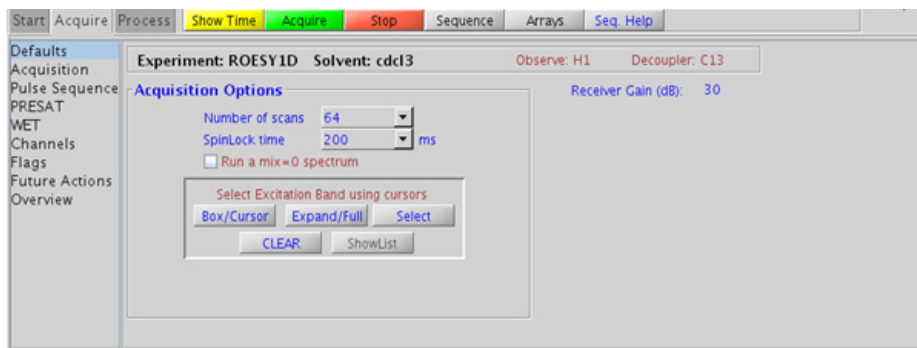 Start Acquire Process Show Time Acquire Stop Sequence Arrays Seq. Help
Defaults
Acquisition
Pulse Sequence
PRESAT
WET
Channels
Flags
Future Actions
Overview
Experiment: ROESY1D Solvent: cdcl3 Observe: H1 Decoupler: C13
Acquisition Options
Receiver Gain (dB): 30
Number of scans 64
SpinLock time 200 ms
Run a mix=0 spectrum
Select Excitation Band using cursors
Box/Cursor Expand/Full Select
CLEAR ShowList